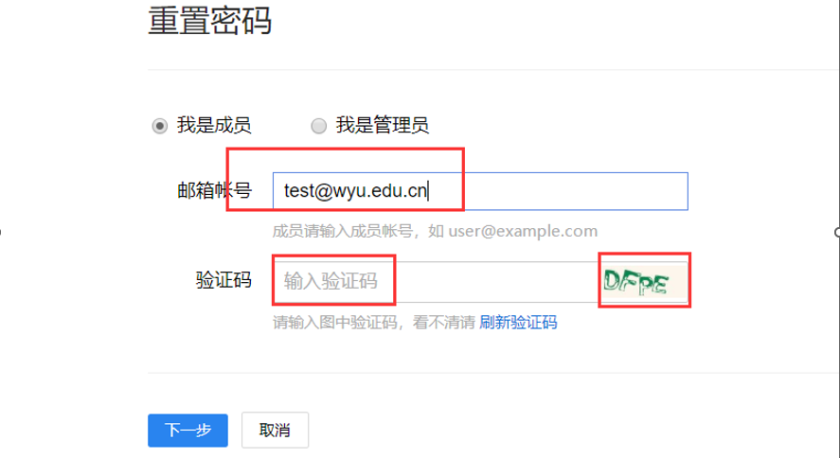 重置密码
我是成员 我是管理员
邮箱帐号 test@wyu.edu.cn
成员请输入成员帐号，如 user@example.com
验证码 输入验证码 DFPE
请输入图中验证码，看不清请 刷新验证码
下一步 取消